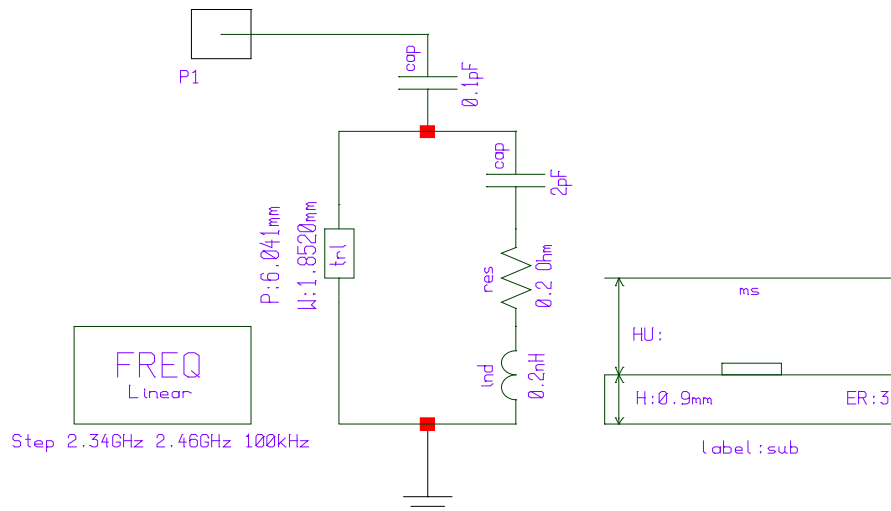 P1
cap
0.1pF
cap
2pF
P:6.041mm
W:1.8520mm
trl
res
0.2 Ohm
ind
0.2nH
FREQ
Linear
Step 2.34GHz 2.46GHz 100kHz
ms
HU:
H:0.9mm
ER:3
label:sub